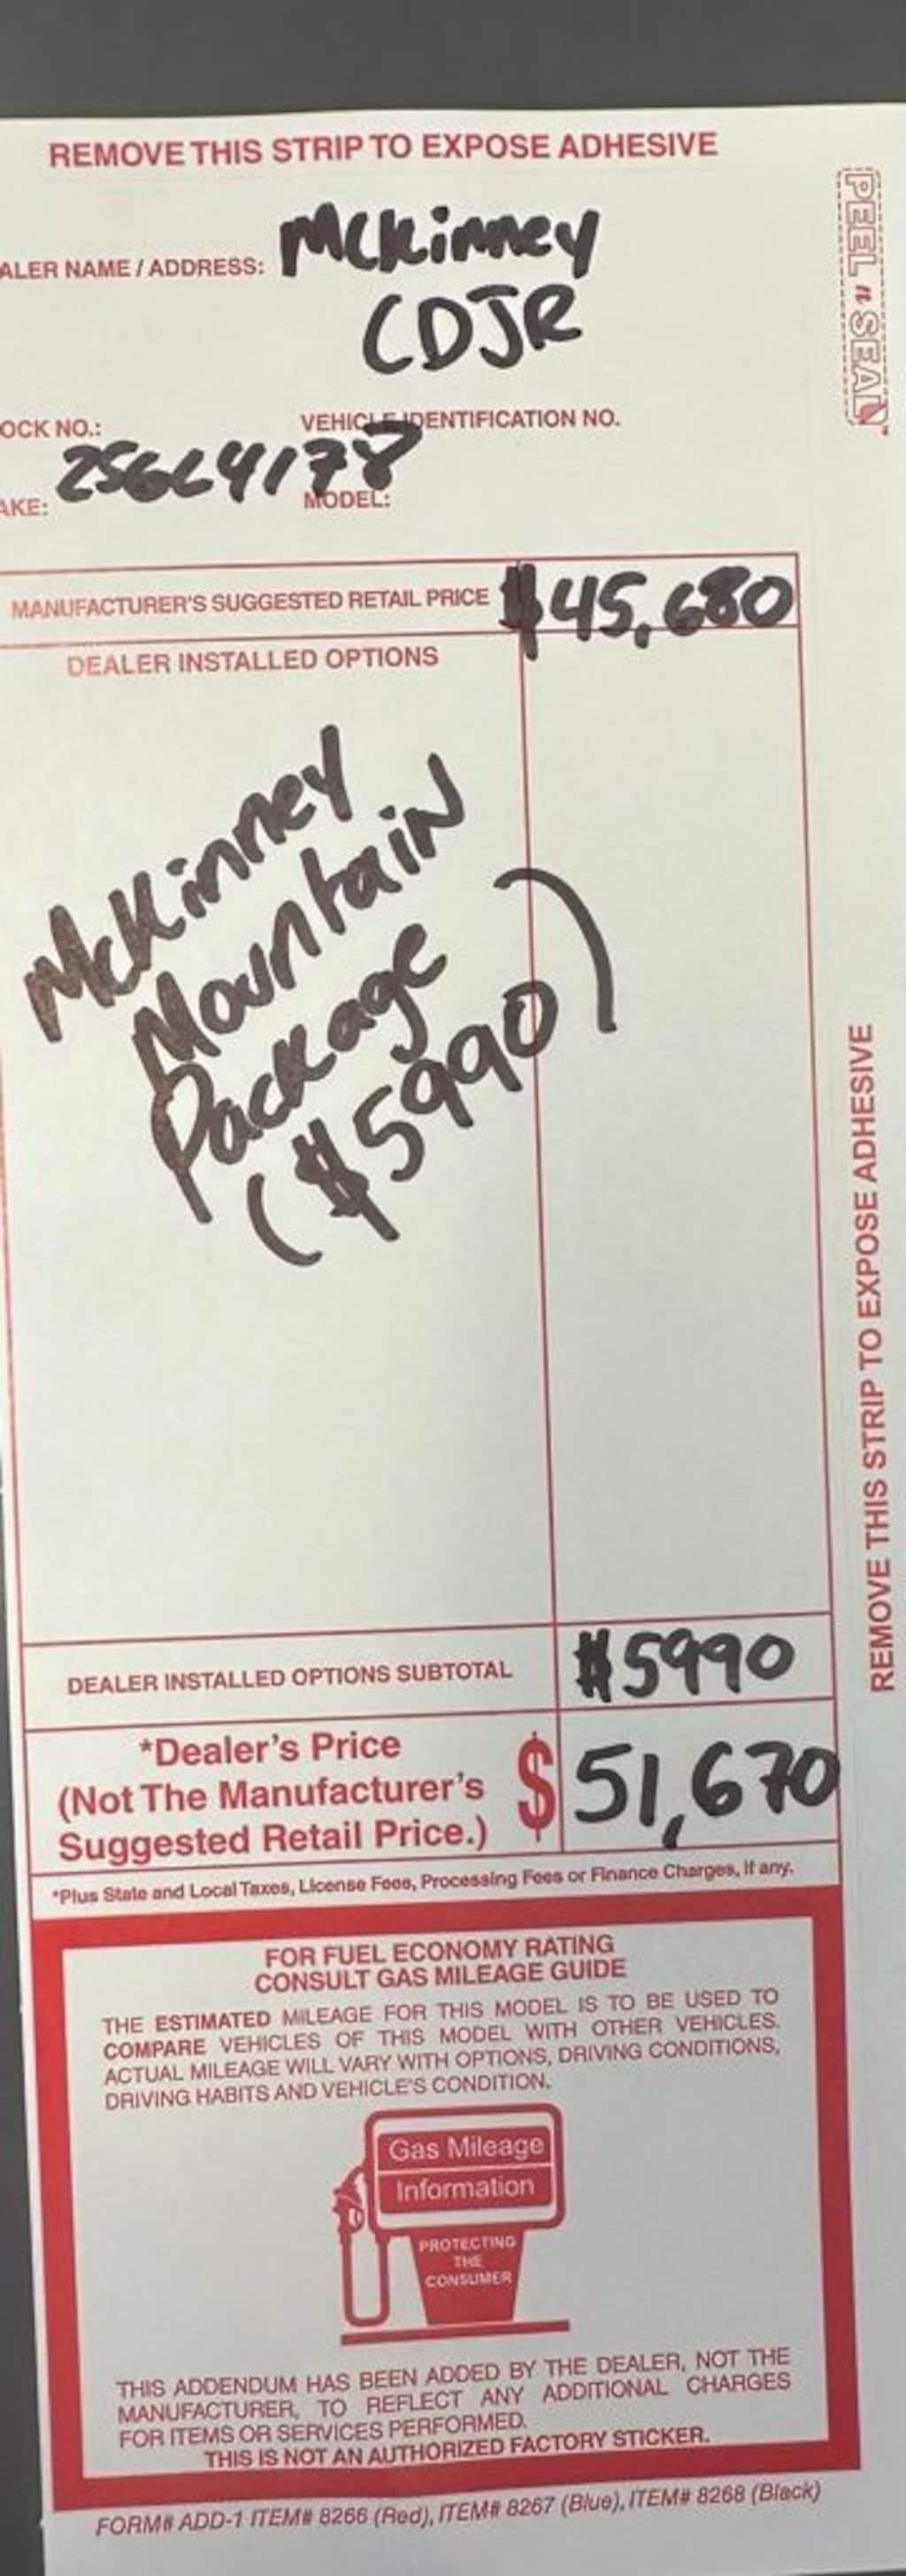 REMOVE THIS STRIP TO EXPOSE ADHESIVE
PEEL n SEAL™
ALER NAME / ADDRESS: McKinney
CDJR
OCK NO.:
VEHICLE IDENTIFICATION NO.
256L4178
AKE:
MODEL:
MANUFACTURER'S SUGGESTED RETAIL PRICE $45,680
DEALER INSTALLED OPTIONS
McKinney
Mountain
Package
($5990)
REMOVE THIS STRIP TO EXPOSE ADHESIVE
DEALER INSTALLED OPTIONS SUBTOTAL $5990
*Dealer's Price
(Not The Manufacturer's
Suggested Retail Price.)
$ 51,670
*Plus State and Local Taxes, License Fees, Processing Fees or Finance Charges, if any.
FOR FUEL ECONOMY RATING
CONSULT GAS MILEAGE GUIDE
THE ESTIMATED MILEAGE FOR THIS MODEL IS TO BE USED TO
COMPARE VEHICLES OF THIS MODEL WITH OTHER VEHICLES.
ACTUAL MILEAGE WILL VARY WITH OPTIONS, DRIVING CONDITIONS,
DRIVING HABITS AND VEHICLE'S CONDITION.
Gas Mileage
Information
PROTECTING
THE
CONSUMER
THIS ADDENDUM HAS BEEN ADDED BY THE DEALER, NOT THE
MANUFACTURER, TO REFLECT ANY ADDITIONAL CHARGES
FOR ITEMS OR SERVICES PERFORMED.
THIS IS NOT AN AUTHORIZED FACTORY STICKER.
FORM# ADD-1 ITEM# 8266 (Red), ITEM# 8267 (Blue), ITEM# 8268 (Black)